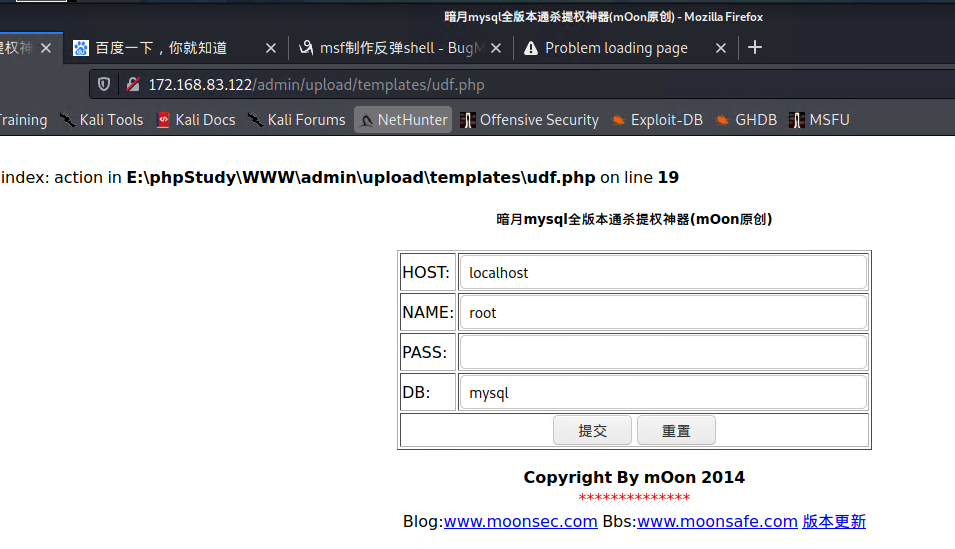 暗月mysql全版本通杀提权神器(mOon原创) - Mozilla Firefox
提权神 百度一下，你就知道 msf制作反弹shell - BugM Problem loading page
172.168.83.122/admin/upload/templates/udf.php
Training Kali Tools Kali Docs Kali Forums NetHunter Offensive Security Exploit-DB GHDB MSFU
index: action in E:\phpStudy\WWW\admin\upload\templates\udf.php on line 19
暗月mysql全版本通杀提权神器(mOon原创)
HOST: localhost
NAME: root
PASS:
DB: mysql
提交 重置
Copyright By mOon 2014
**************
Blog:www.moonsec.com Bbs:www.moonsafe.com 版本更新